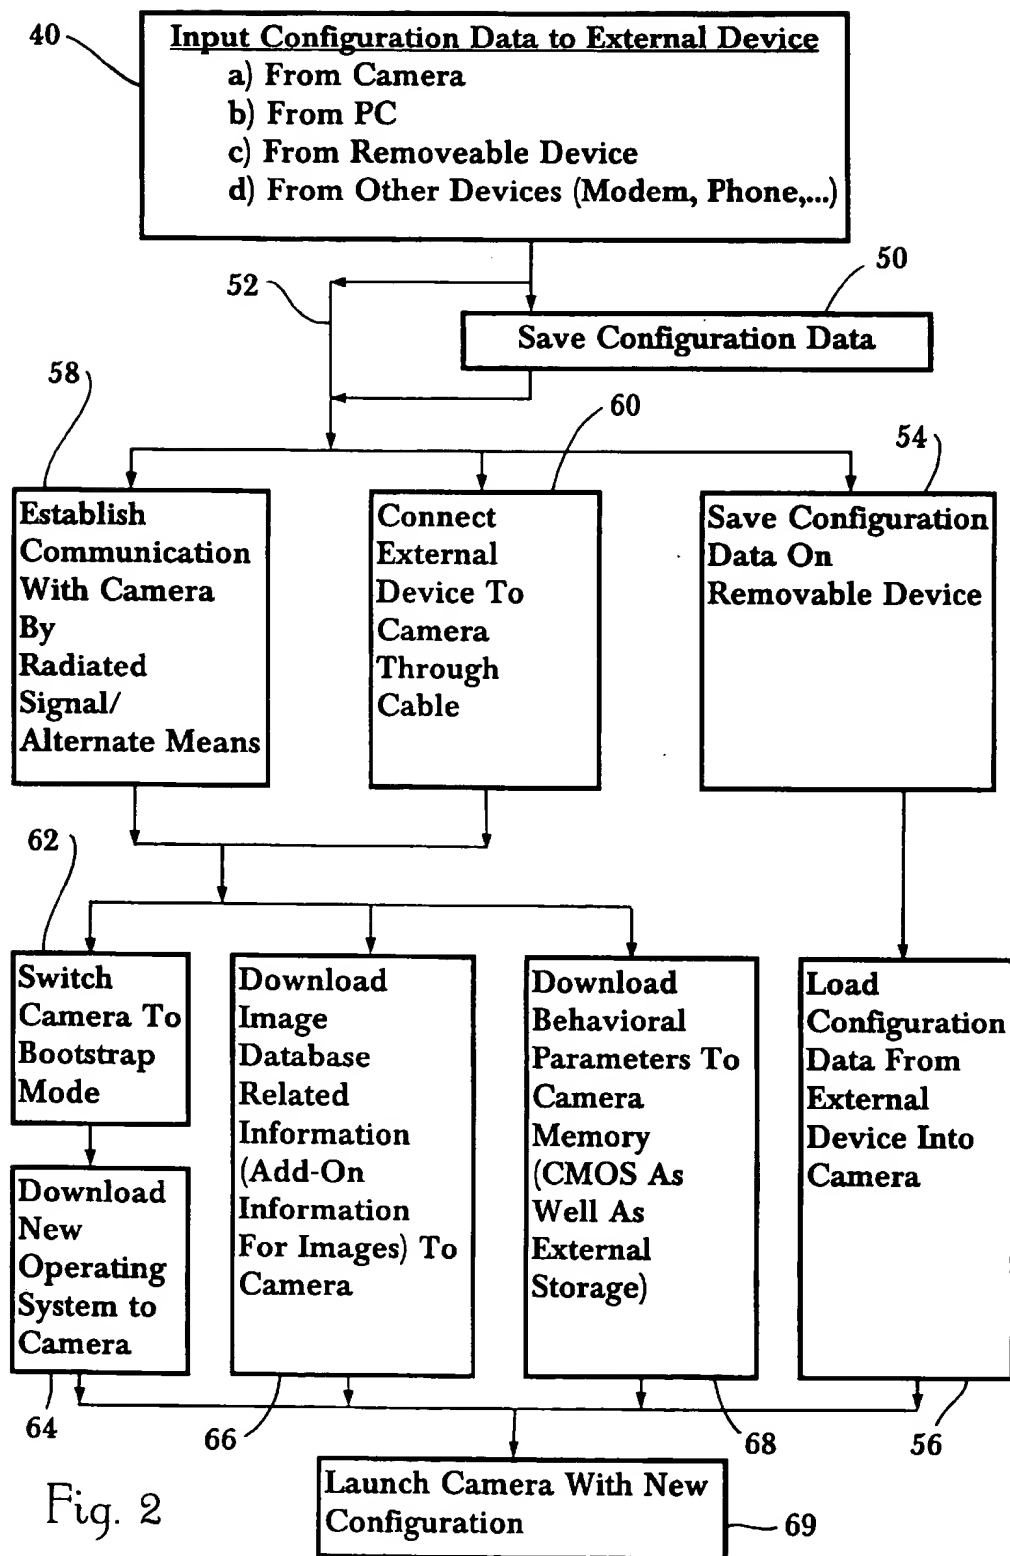 40
Input Configuration Data to External Device
a) From Camera
b) From PC
c) From Removeable Device
d) From Other Devices (Modem, Phone,...)
52
50
Save Configuration Data
58
Establish
Communication
With Camera
By
Radiated
Signal/
Alternate Means
60
Connect
External
Device To
Camera
Through
Cable
54
Save Configuration
Data On
Removable Device
62
Switch
Camera To
Bootstrap
Mode
Download
New
Operating
System to
Camera
64
Download
Image
Database
Related
Information
(Add-On
Information
For Images) To
Camera
66
Download
Behavioral
Parameters To
Camera
Memory
(CMOS As
Well As
External
Storage)
68
Load
Configuration
Data From
External
Device Into
Camera
56
Launch Camera With New
Configuration
69
Fig. 2